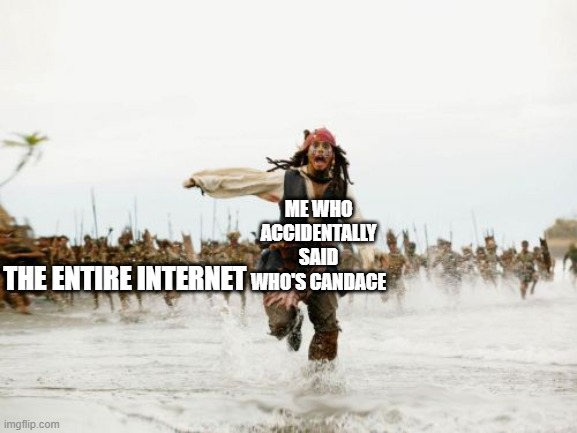 ME WHO
ACCIDENTALLY
SAID
WHO'S CANDACE
THE ENTIRE INTERNET
imgflip.com